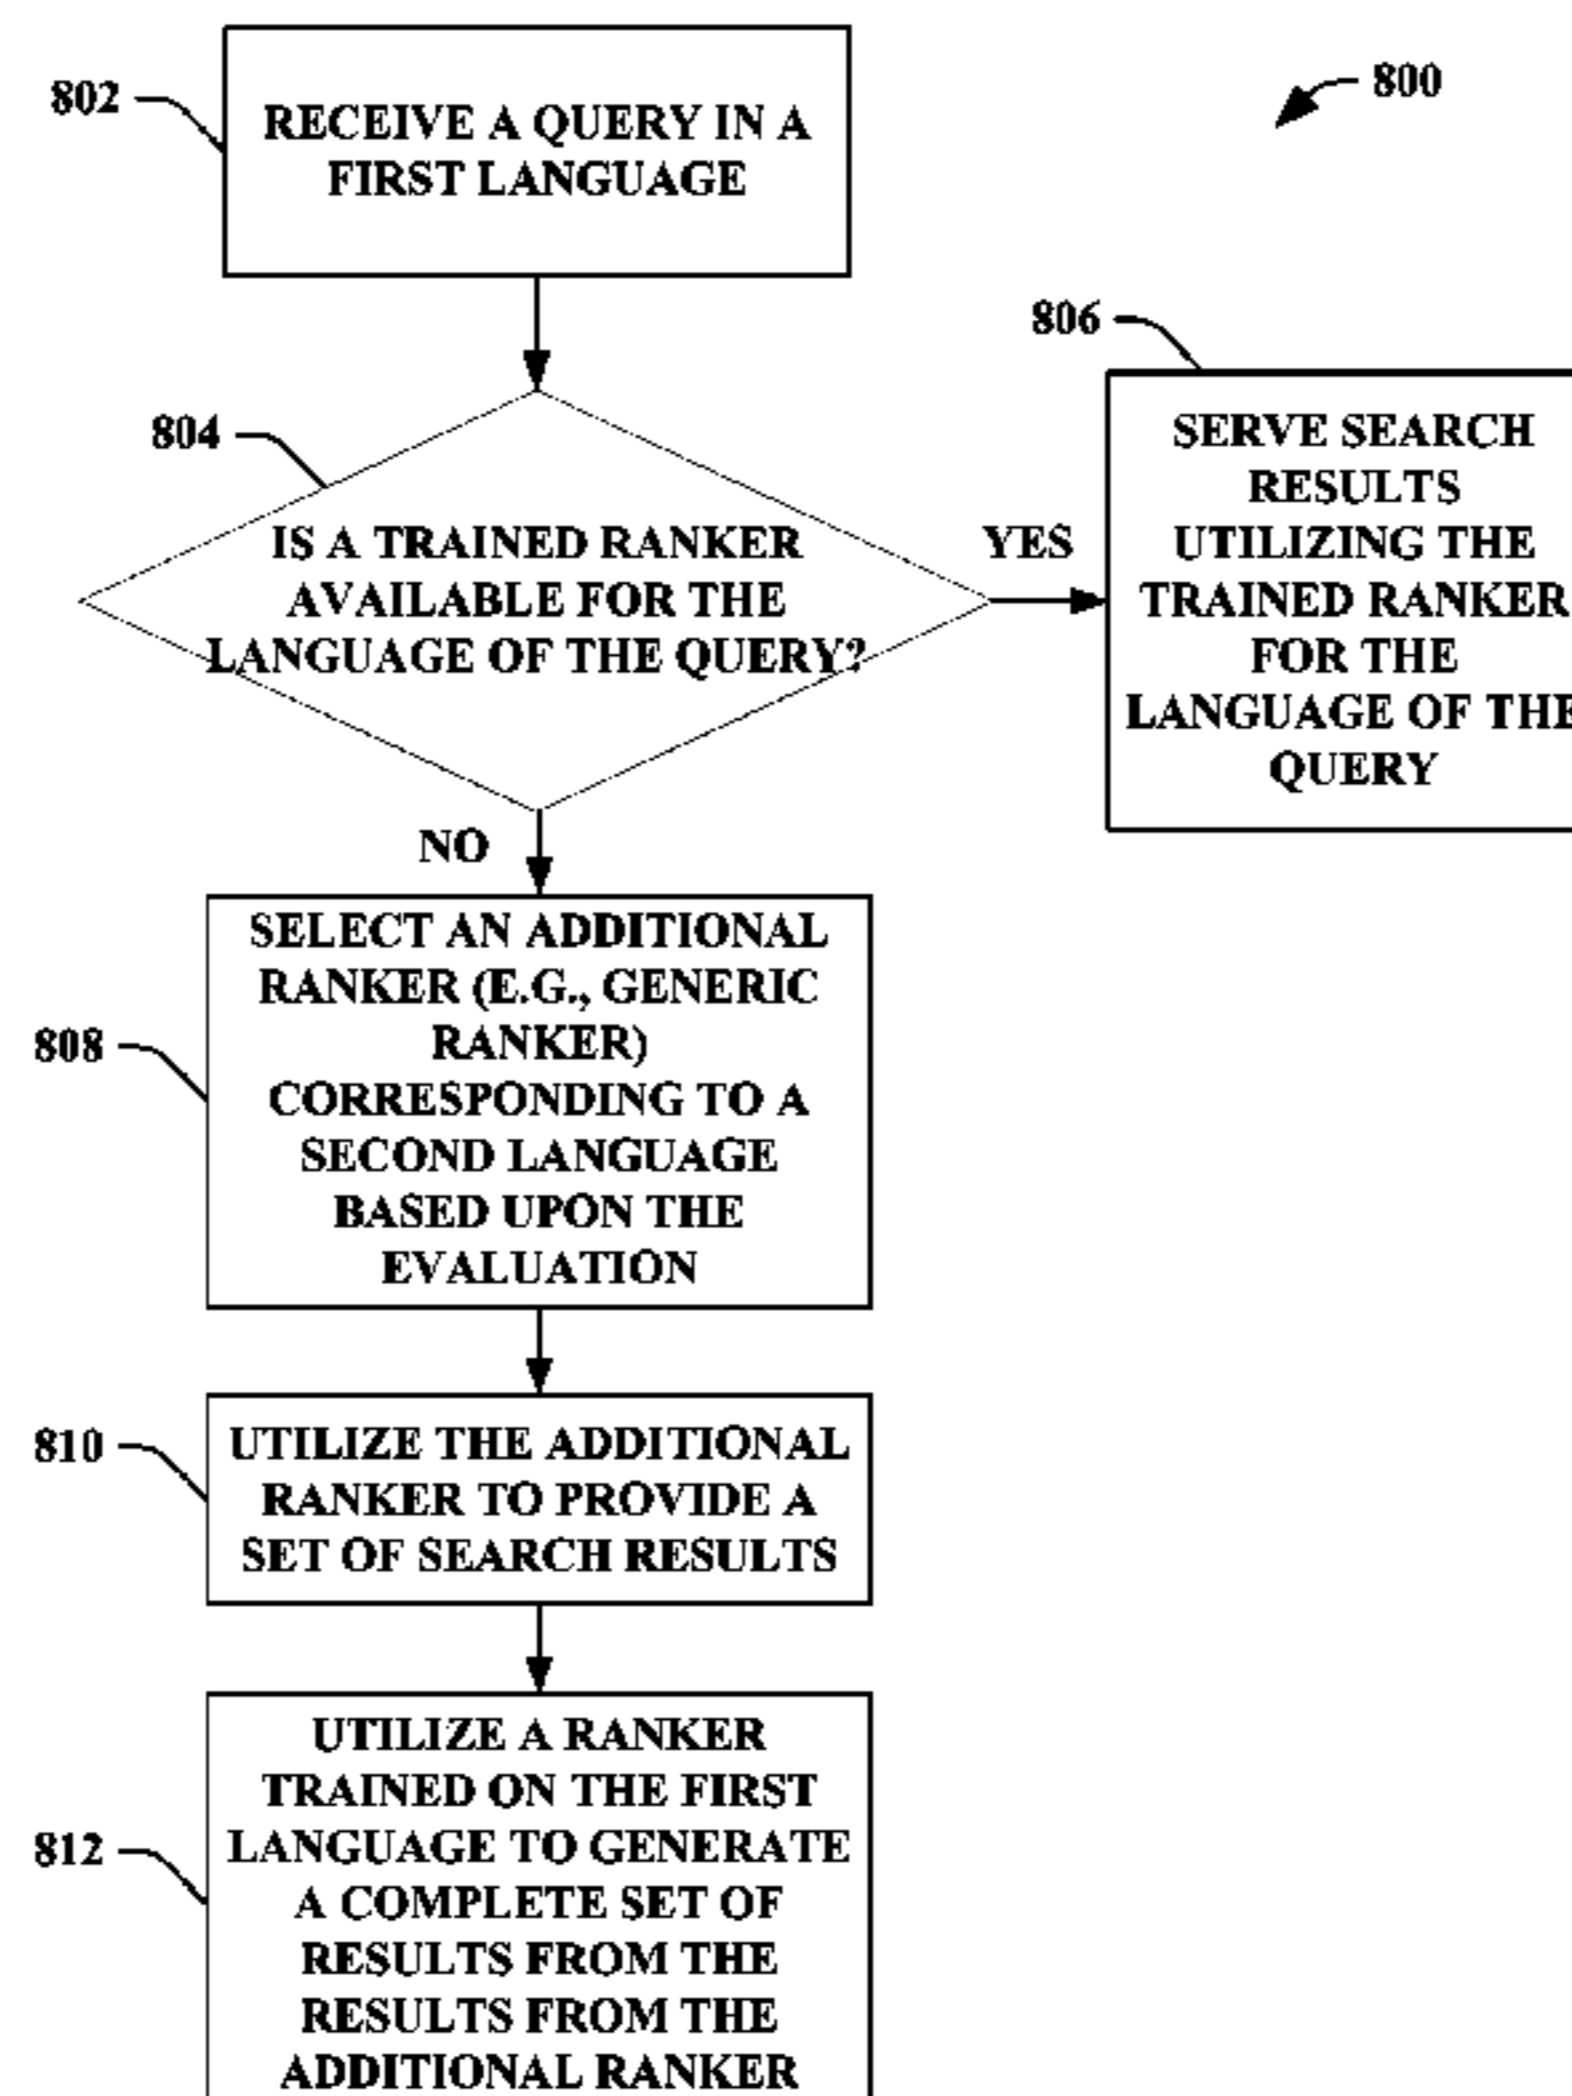 800
802
RECEIVE A QUERY IN A
FIRST LANGUAGE
804
IS A TRAINED RANKER
AVAILABLE FOR THE
LANGUAGE OF THE QUERY?
YES
806
SERVE SEARCH
RESULTS
UTILIZING THE
TRAINED RANKER
FOR THE
LANGUAGE OF THE
QUERY
NO
808
SELECT AN ADDITIONAL
RANKER (E.G., GENERIC
RANKER)
CORRESPONDING TO A
SECOND LANGUAGE
BASED UPON THE
EVALUATION
810
UTILIZE THE ADDITIONAL
RANKER TO PROVIDE A
SET OF SEARCH RESULTS
812
UTILIZE A RANKER
TRAINED ON THE FIRST
LANGUAGE TO GENERATE
A COMPLETE SET OF
RESULTS FROM THE
RESULTS FROM THE
ADDITIONAL RANKER